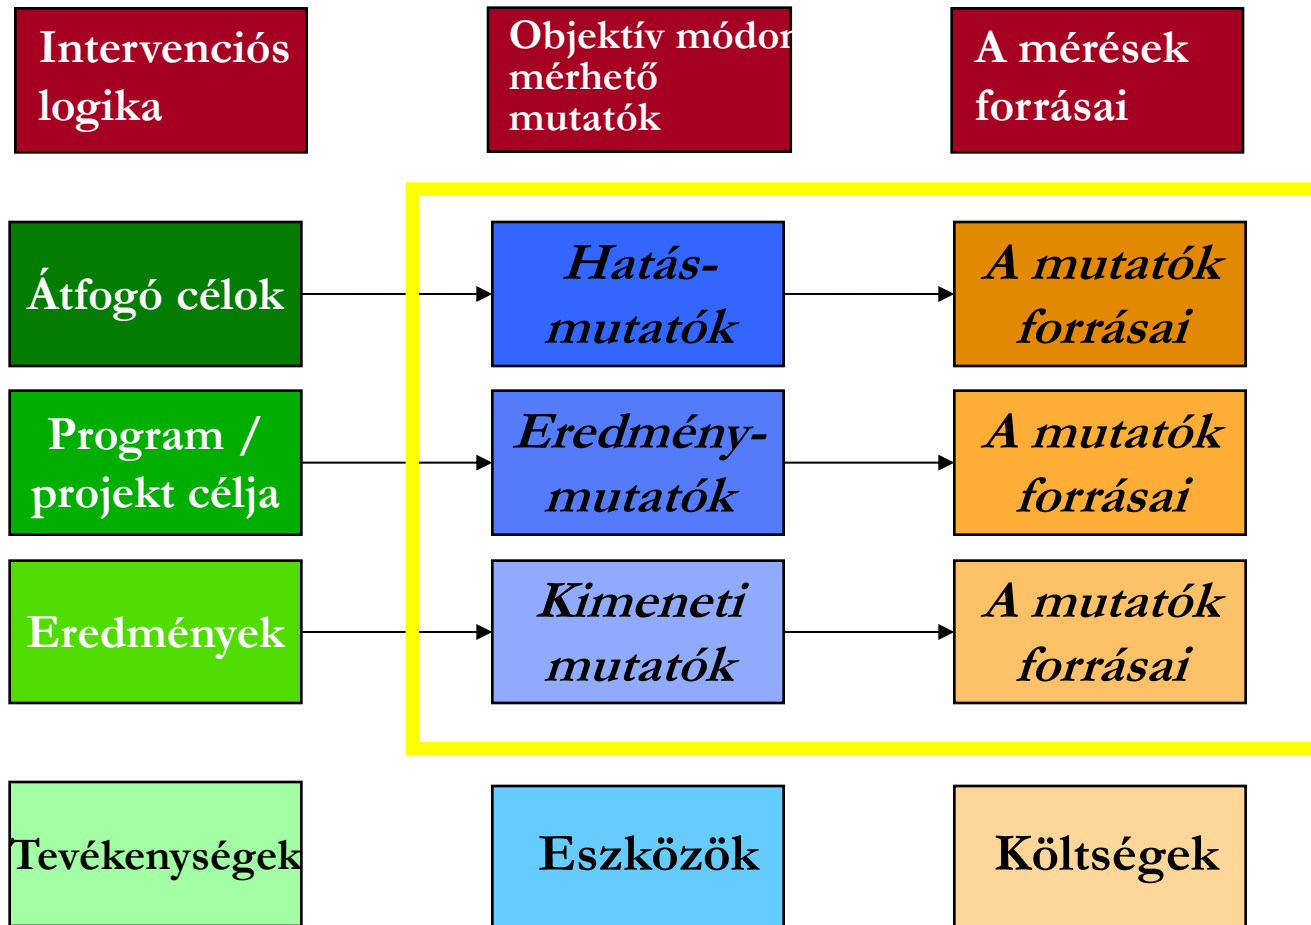 Intervenciós
logika
Objektív módon
mérhető
mutatók
A mérések
forrásai
Átfogó célok
Hatás-
mutatók
A mutatók
forrásai
Program /
projekt célja
Eredmény-
mutatók
A mutatók
forrásai
Eredmények
Kimeneti
mutatók
A mutatók
forrásai
Tevékenységek
Eszközök
Költségek